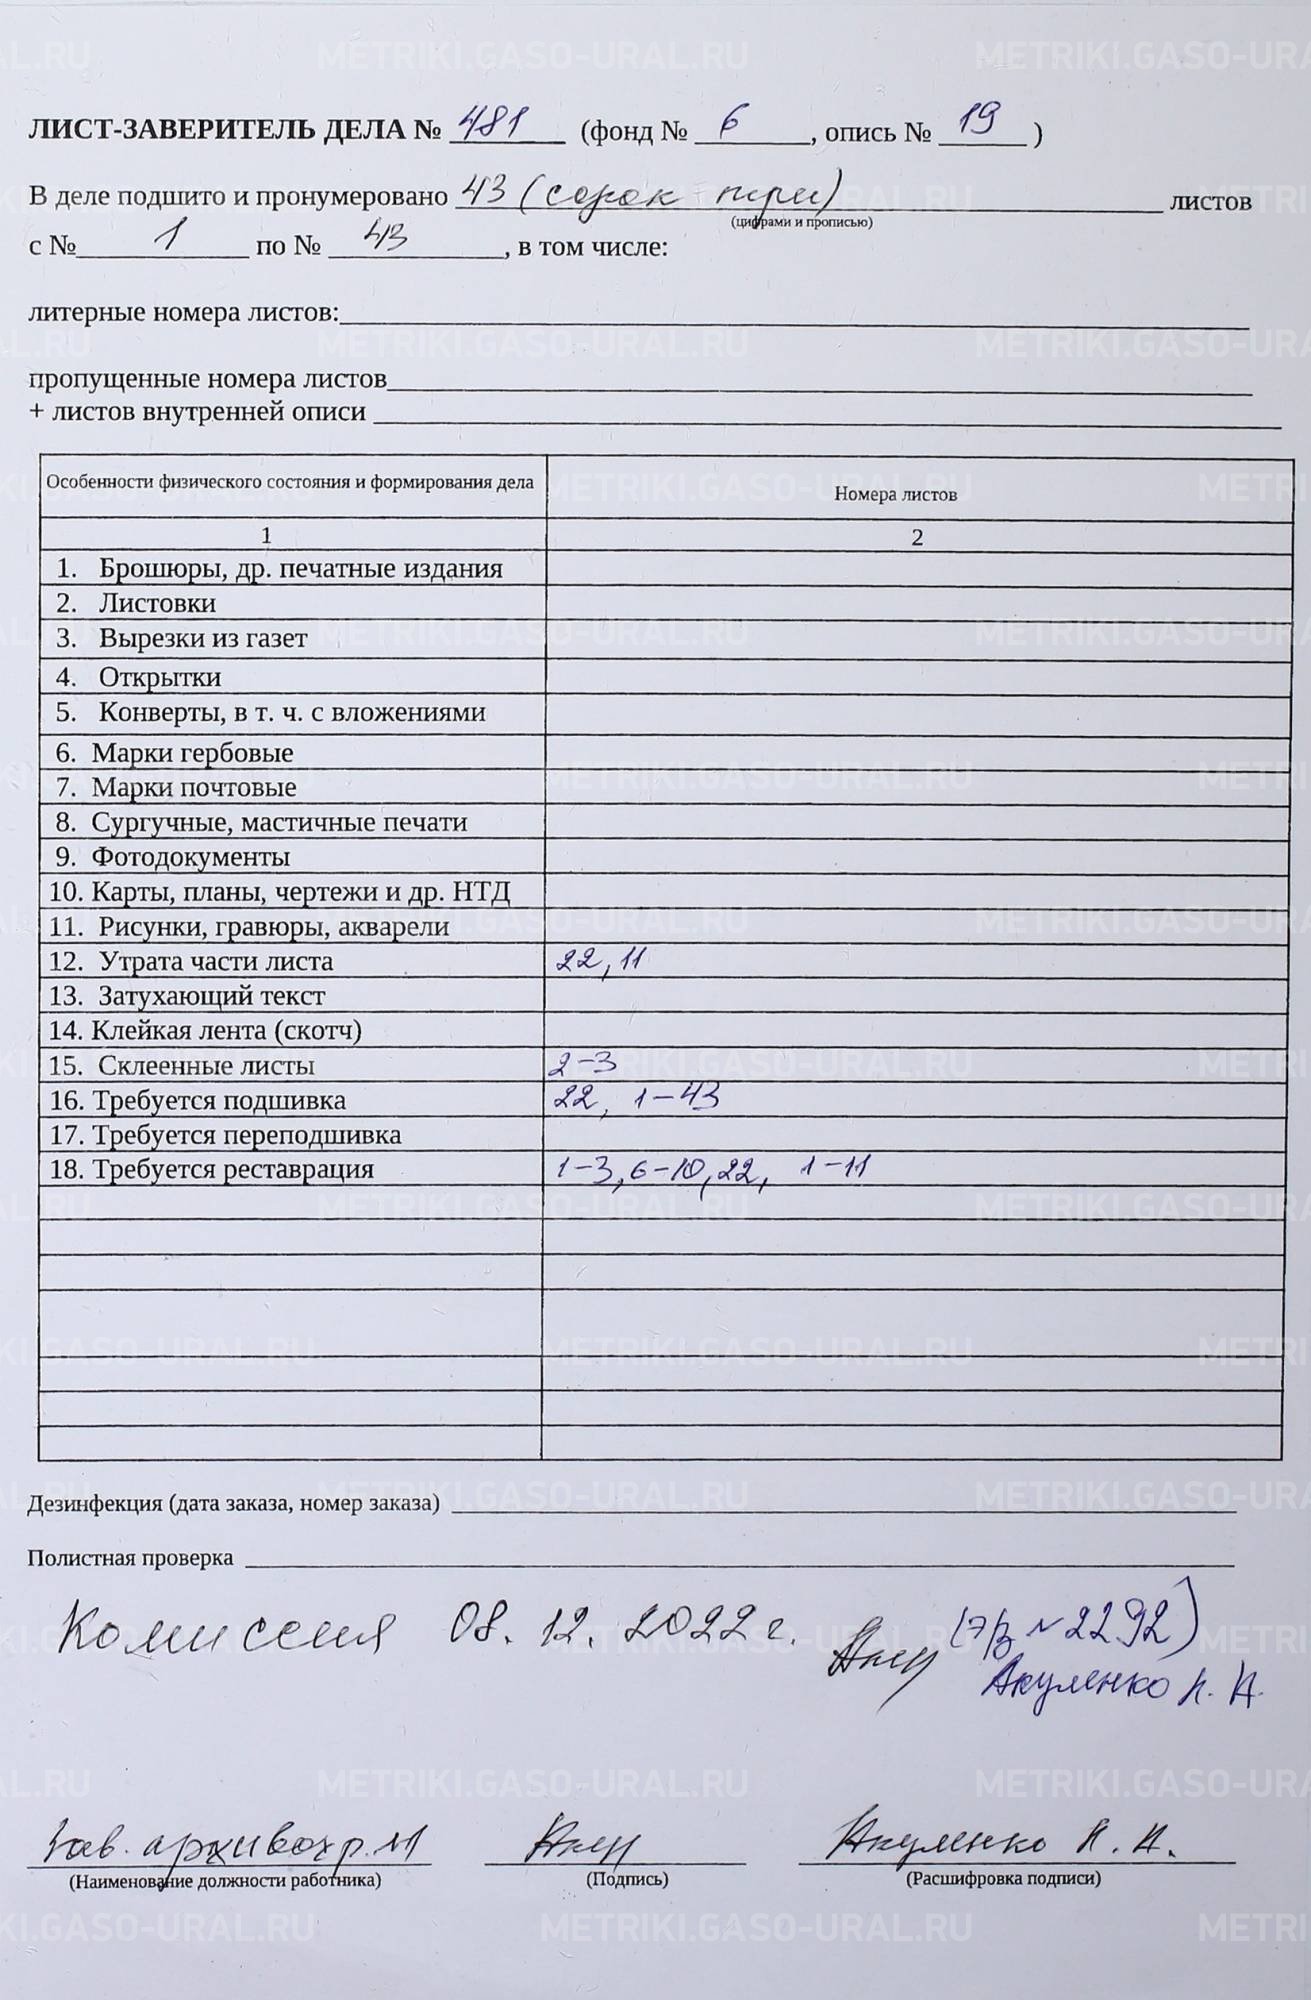 ЛИСТ-ЗАВЕРИТЕЛЬ ДЕЛА № 481 (фонд № 6, опись № 19)
В деле подшито и пронумеровано 43 (сорок три) листов
(цифрами и прописью)
с № 1 по № 43, в том числе:
литерные номера листов:
пропущенные номера листов
+ листов внутренней описи
Особенности физического состояния и формирования дела Номера листов
1 2
1. Брошюры, др. печатные издания
2. Листовки
3. Вырезки из газет
4. Открытки
5. Конверты, в т. ч. с вложениями
6. Марки гербовые
7. Марки почтовые
8. Сургучные, мастичные печати
9. Фотодокументы
10. Карты, планы, чертежи и др. НТД
11. Рисунки, гравюры, акварели
12. Утрата части листа 22, 11
13. Затухающий текст
14. Клейкая лента (скотч)
15. Склеенные листы 2-3
16. Требуется подшивка 22, 1-43
17. Требуется переподшивка
18. Требуется реставрация 1-3, 6-10, 22, 1-11
Дезинфекция (дата заказа, номер заказа)
Полистная проверка
Комиссия 08.12.2022 г. (э/з №2292)
Акуленко Н. А.
Зав. архивохр. Акуленко Н. А.
(Наименование должности работника) (Подпись) (Расшифровка подписи)
METRIKI.GASO-URAL.RU